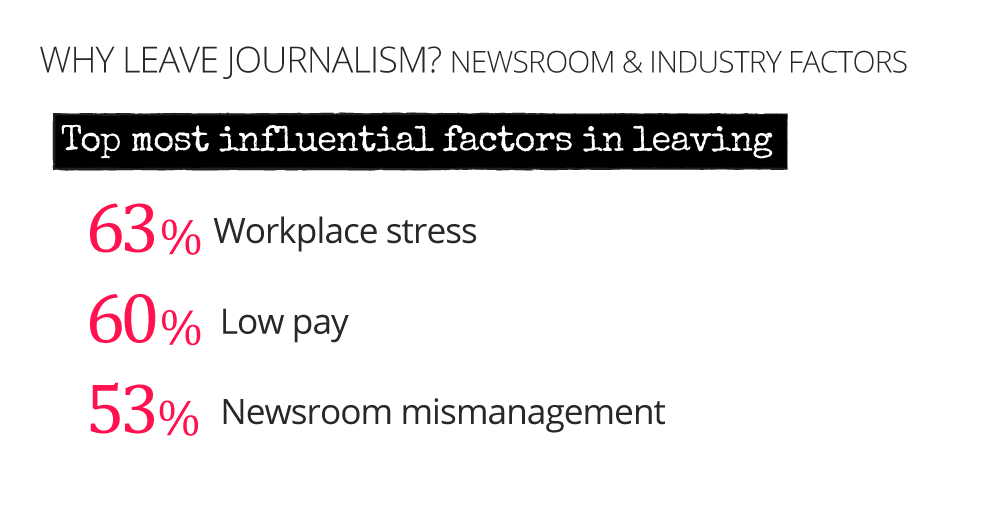 WHY LEAVE JOURNALISM? NEWSROOM & INDUSTRY FACTORS
Top most influential factors in leaving
63% Workplace stress
60% Low pay
53% Newsroom mismanagement